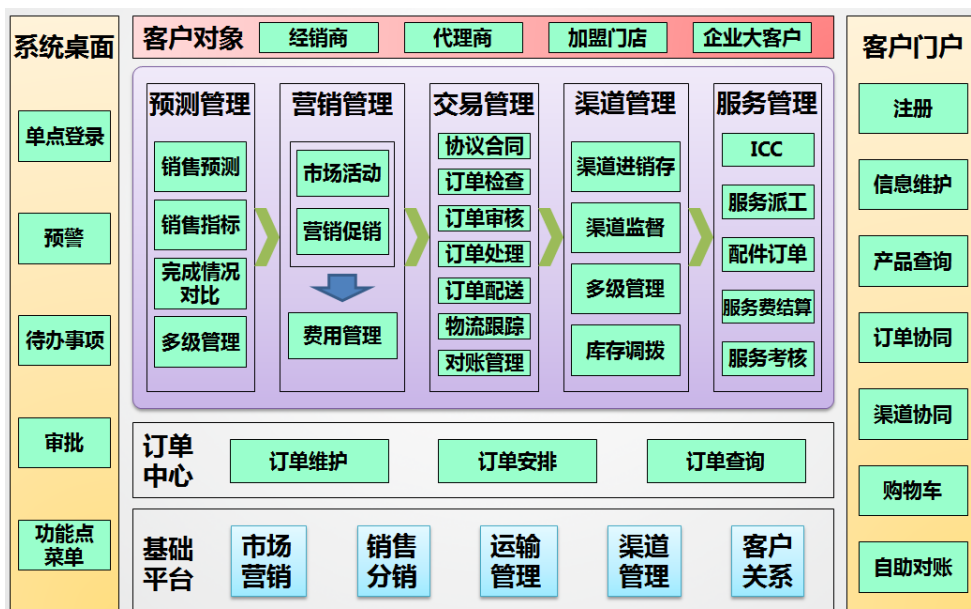 系统桌面
单点登录
预警
待办事项
审批
功能点
菜单
客户对象
经销商
代理商
加盟门店
企业大客户
预测管理
销售预测
销售指标
完成情况
对比
多级管理
营销管理
市场活动
营销促销
费用管理
交易管理
协议合同
订单检查
订单审核
订单处理
订单配送
物流跟踪
对账管理
渠道管理
渠道进销存
渠道监督
多级管理
库存调拨
服务管理
ICC
服务派工
配件订单
服务费结算
服务考核
订单
中心
订单维护
订单安排
订单查询
基础
平台
市场
营销
销售
分销
运输
管理
渠道
管理
客户
关系
客户门户
注册
信息维护
产品查询
订单协同
渠道协同
购物车
自助对账